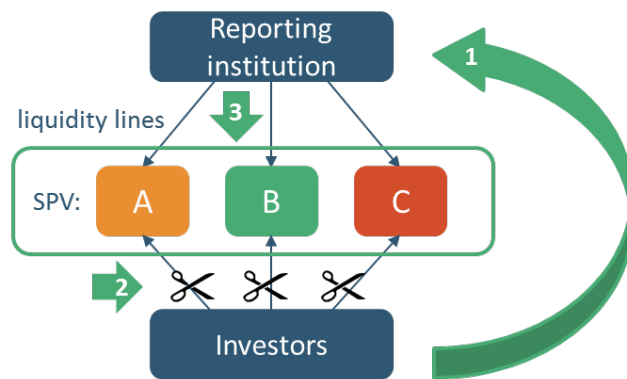 Reporting
institution
1
3
liquidity lines
SPV:
A
B
C
2
Investors